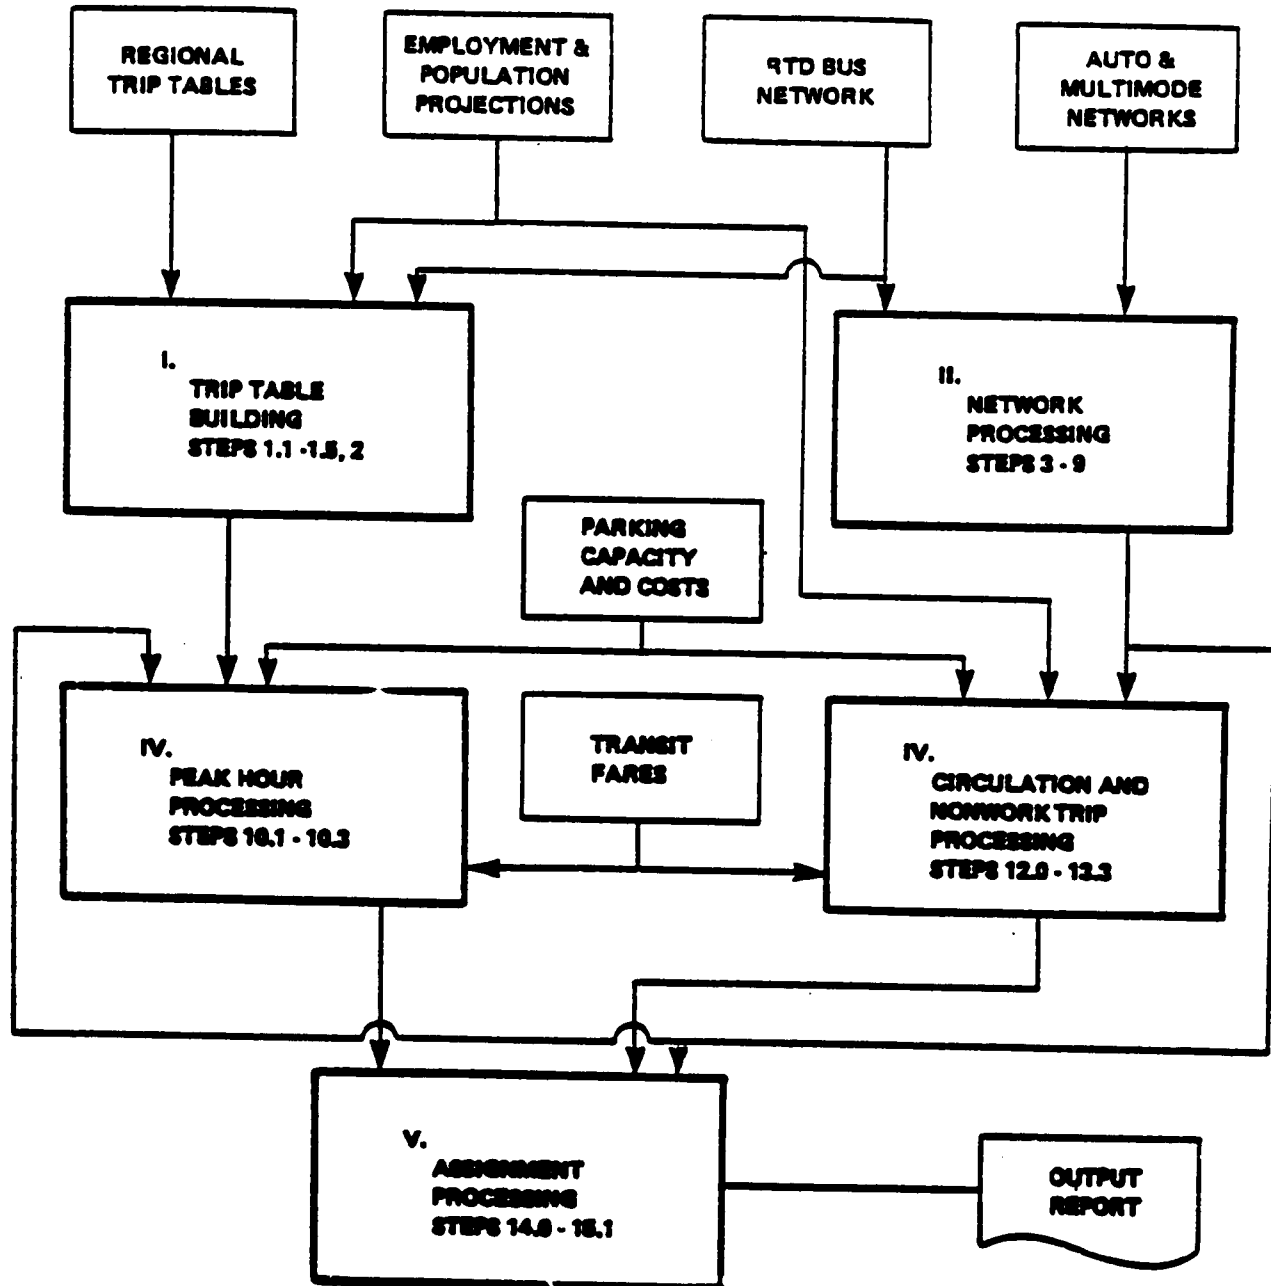 REGIONAL
TRIP TABLES
EMPLOYMENT &
POPULATION
PROJECTIONS
RTD BUS
NETWORK
AUTO &
MULTIMODE
NETWORKS
I.
TRIP TABLE
BUILDING
STEPS 1.1 -1.5, 2
II.
NETWORK
PROCESSING
STEPS 3 - 9
PARKING
CAPACITY
AND COSTS
IV.
PEAK HOUR
PROCESSING
STEPS 10.1 - 10.3
TRANSIT
FARES
IV.
CIRCULATION AND
NONWORK TRIP
PROCESSING
STEPS 12.0 - 13.3
V.
ASSIGNMENT
PROCESSING
STEPS 14.0 - 15.1
OUTPUT
REPORT